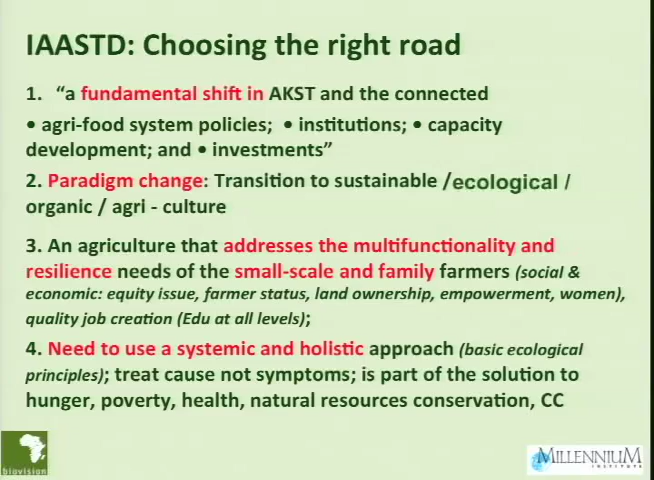 IAASTD: Choosing the right road
1. “a fundamental shift in AKST and the connected
• agri-food system policies; • institutions; • capacity
development; and • investments”
2. Paradigm change: Transition to sustainable /ecological /
organic / agri - culture
3. An agriculture that addresses the multifunctionality and
resilience needs of the small-scale and family farmers (social &
economic: equity issue, farmer status, land ownership, empowerment, women),
quality job creation (Edu at all levels);
4. Need to use a systemic and holistic approach (basic ecological
principles); treat cause not symptoms; is part of the solution to
hunger, poverty, health, natural resources conservation, CC
biovision
MILLENNIUM
INSTITUTE